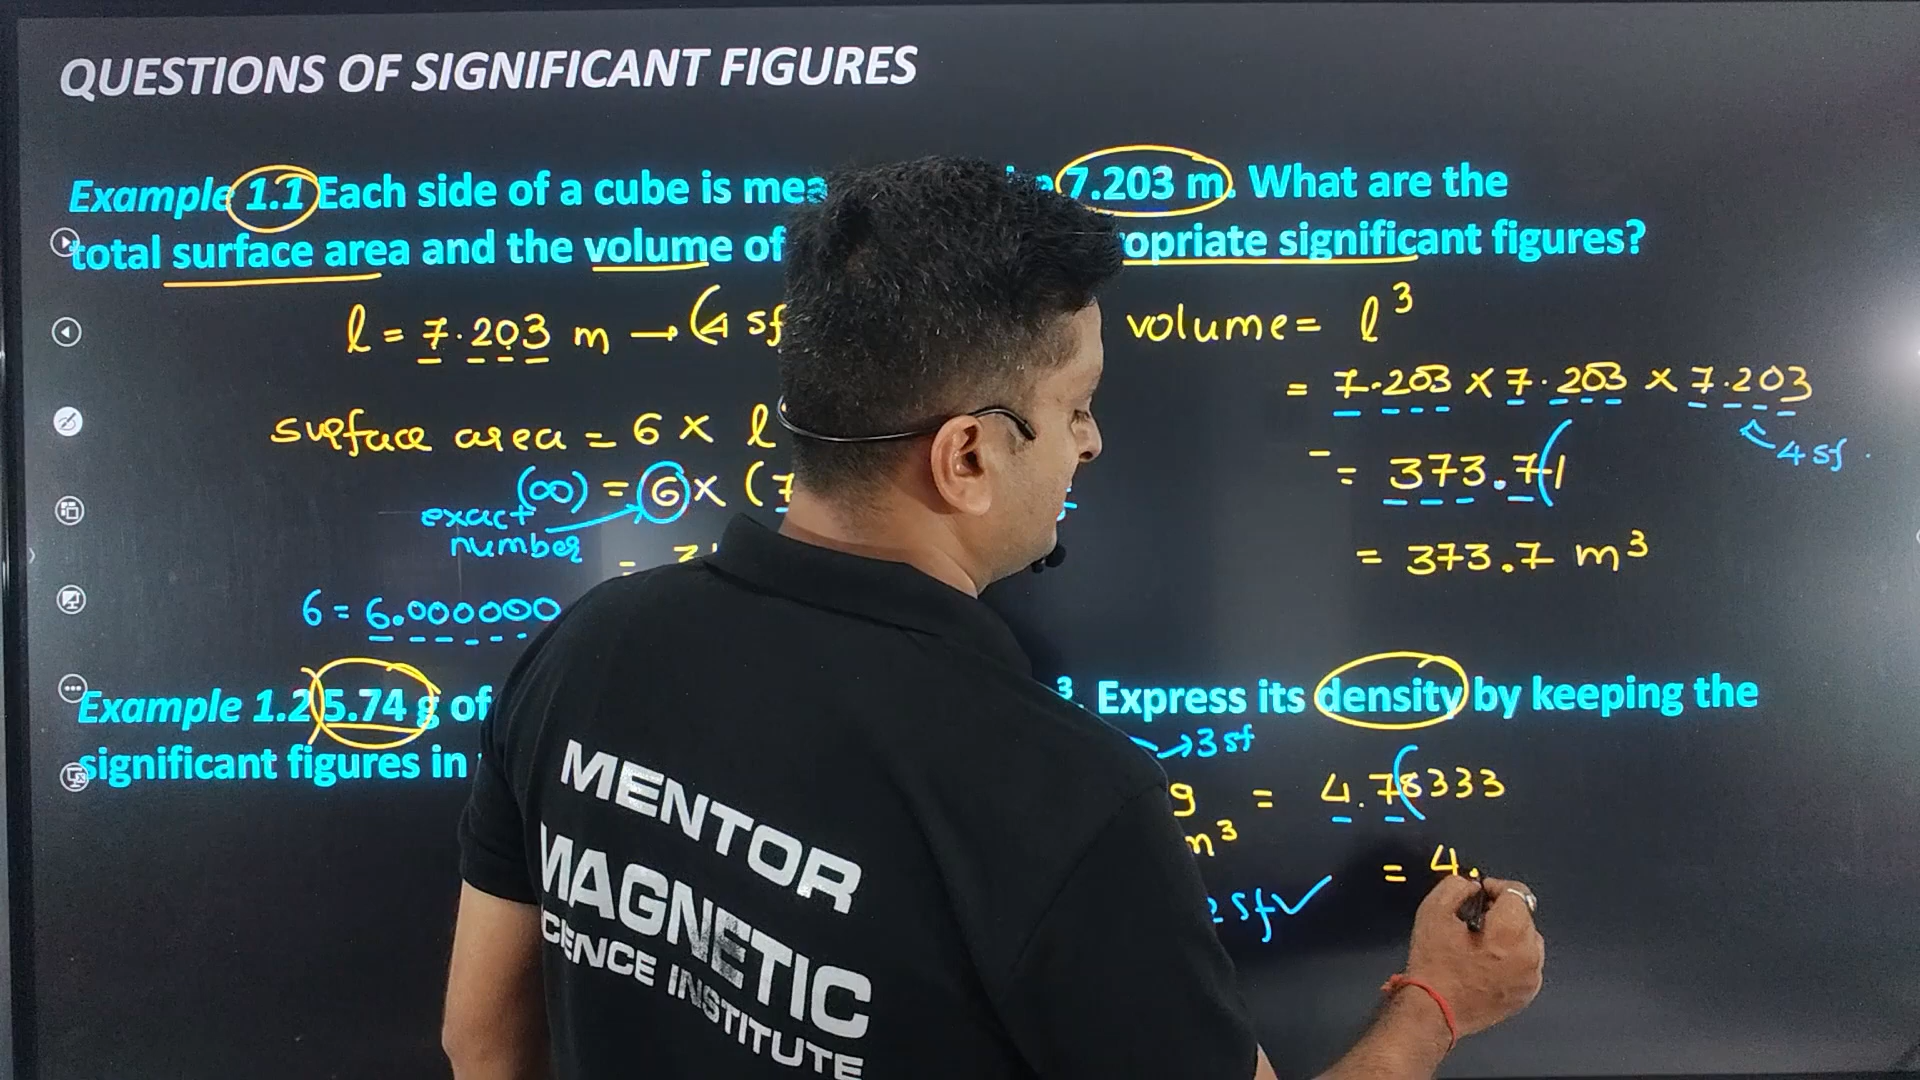 QUESTIONS OF SIGNIFICANT FIGURES
Example 1.1 Each side of a cube is 7.203 m. What are the
total surface area and the volume of significant figures?
l = 7.203 m → (4 sf
surface area = 6 × l
(∞) = 6 × (7
exact
number
=
6 = 6.000000
volume = l³
= 7.203 × 7.203 × 7.203
4 sf.
= 373.71
= 373.7 m³
Example 1.2 5.74 g of ³. Express its density by keeping the
significant figures in
→ 3 sf
g = 4.78333
m³
= 4.
2 sf ✓
MENTOR
MAGNETIC
INSTITUTE